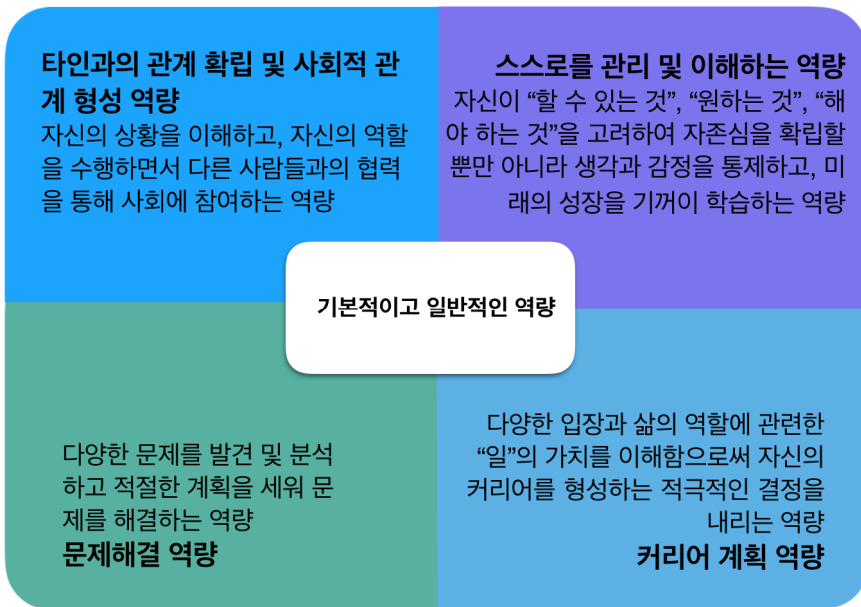 타인과의 관계 확립 및 사회적 관
계 형성 역량
자신의 상황을 이해하고, 자신의 역할
을 수행하면서 다른 사람들과의 협력
을 통해 사회에 참여하는 역량
스스로를 관리 및 이해하는 역량
자신이 “할 수 있는 것”, “원하는 것”, “해
야 하는 것”을 고려하여 자존심을 확립할
뿐만 아니라 생각과 감정을 통제하고, 미
래의 성장을 기꺼이 학습하는 역량
기본적이고 일반적인 역량
다양한 문제를 발견 및 분석
하고 적절한 계획을 세워 문
제를 해결하는 역량
문제해결 역량
다양한 입장과 삶의 역할에 관련한
“일”의 가치를 이해함으로써 자신의
커리어를 형성하는 적극적인 결정을
내리는 역량
커리어 계획 역량